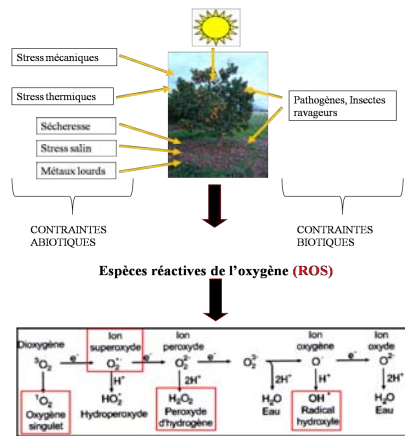 Stress mécaniques
Stress thermiques
Pathogènes, Insectes
ravageurs
Sécheresse
Stress salin
Métaux lourds
CONTRAINTES
ABIOTIQUES
CONTRAINTES
BIOTIQUES
Espèces réactives de l'oxygène (ROS)
Ion
superoxyde
Ion
peroxyde
Ion
oxygène
Ion
oxyde
Dioxygène
³O₂ e⁻ O₂•⁻ e⁻ O₂²⁻ e⁻ O₂³⁻ O⁻ e⁻ O²⁻
H⁺ 2H⁺ 2H⁺ H⁺ 2H⁺
¹O₂ HO₂• H₂O₂ H₂O OH• H₂O
Oxygène
singulet
Hydroperoxyde
Peroxyde
d'hydrogène
Eau
Radical
hydroxyle
Eau